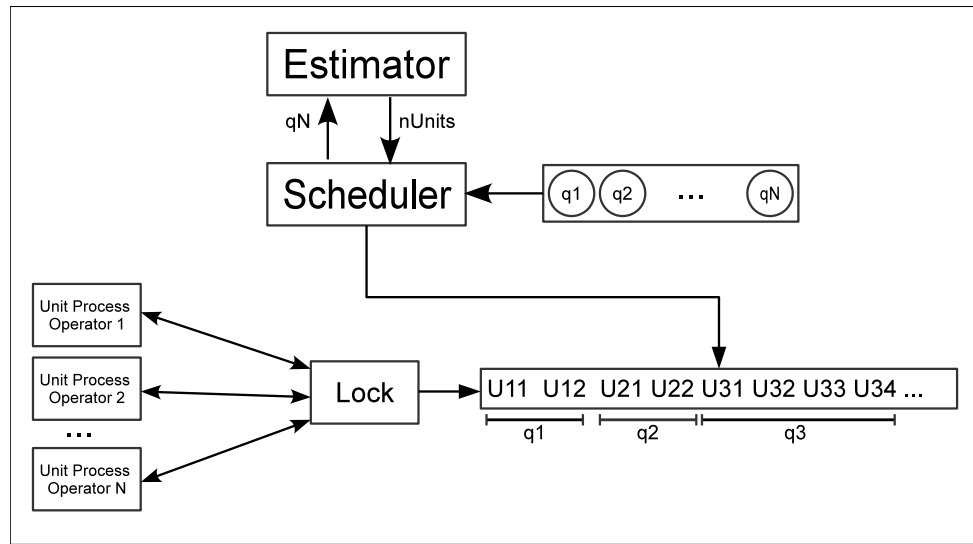 Estimator
qN
nUnits
Scheduler
q1 q2 ... qN
Unit Process
Operator 1
Unit Process
Operator 2
...
Unit Process
Operator N
Lock
U11 U12 U21 U22 U31 U32 U33 U34 ...
q1 q2 q3